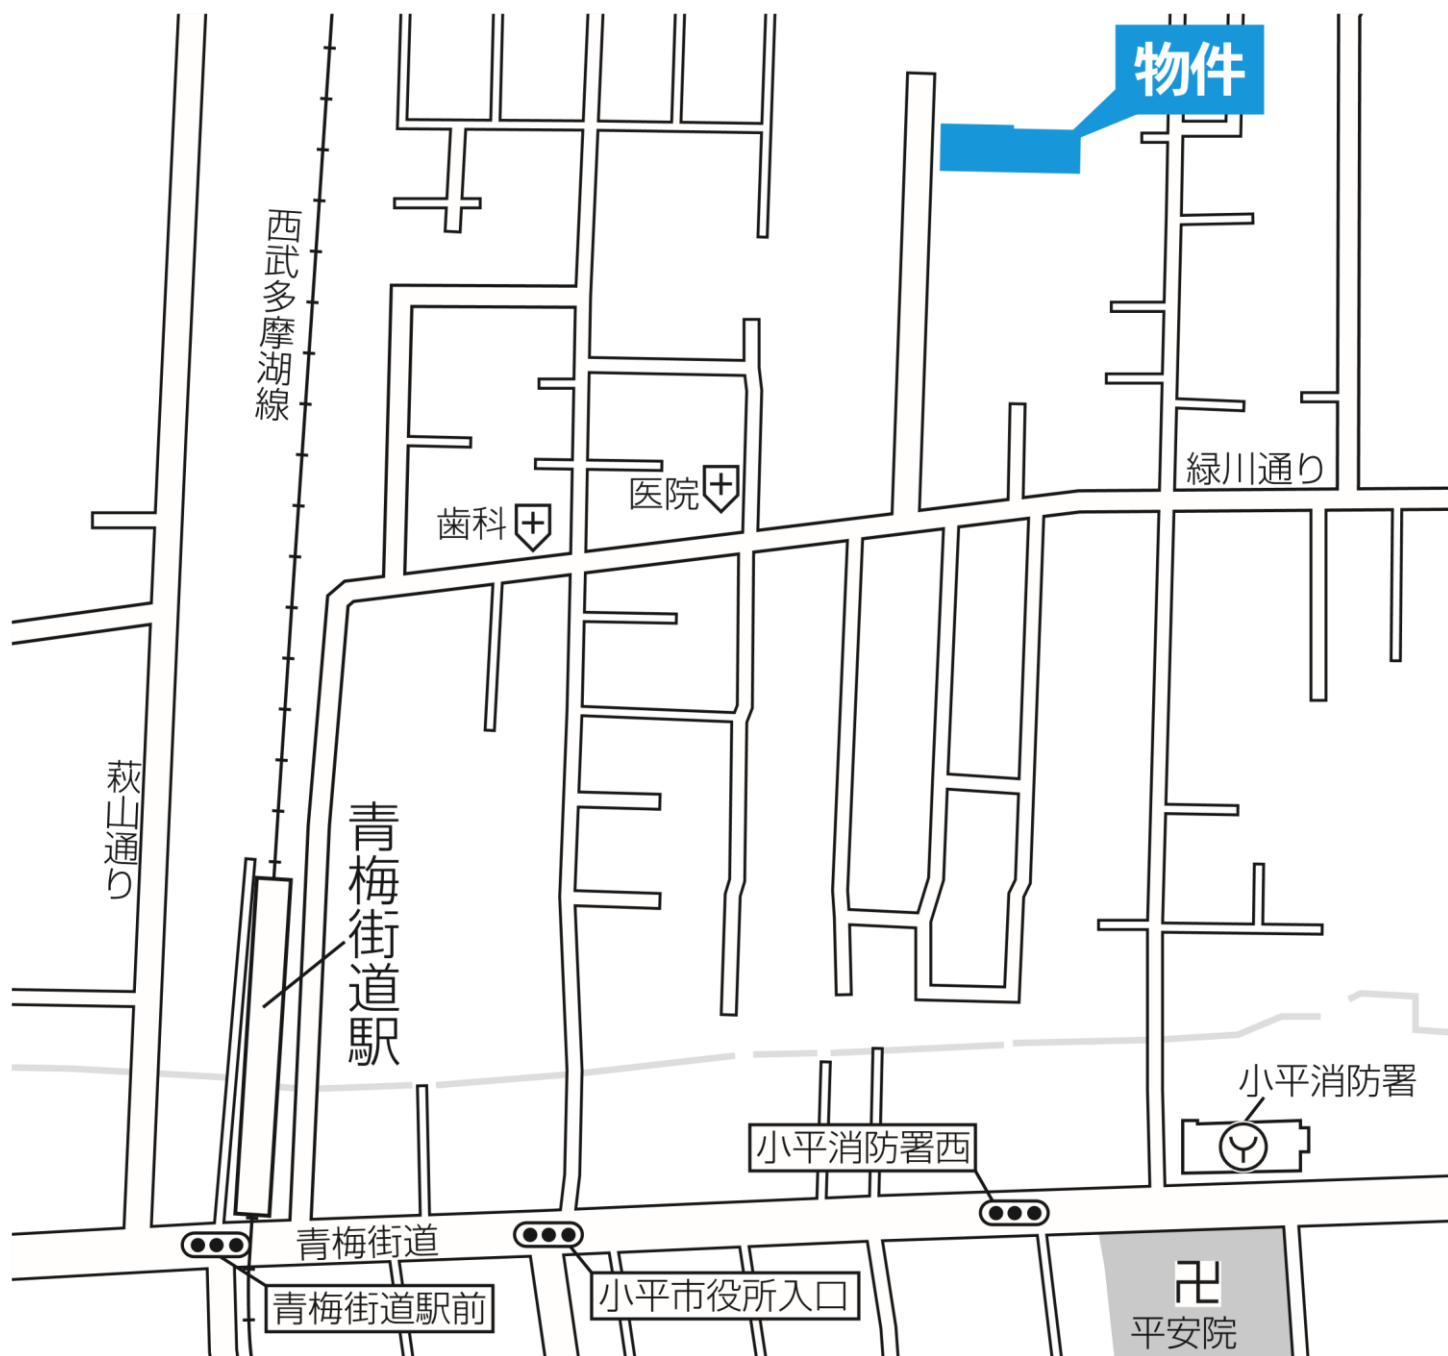 物件
西武多摩湖線
緑川通り
医院
歯科
萩山通り
青梅街道駅
小平消防署
小平消防署西
青梅街道
青梅街道駅前
小平市役所入口
卍
平安院